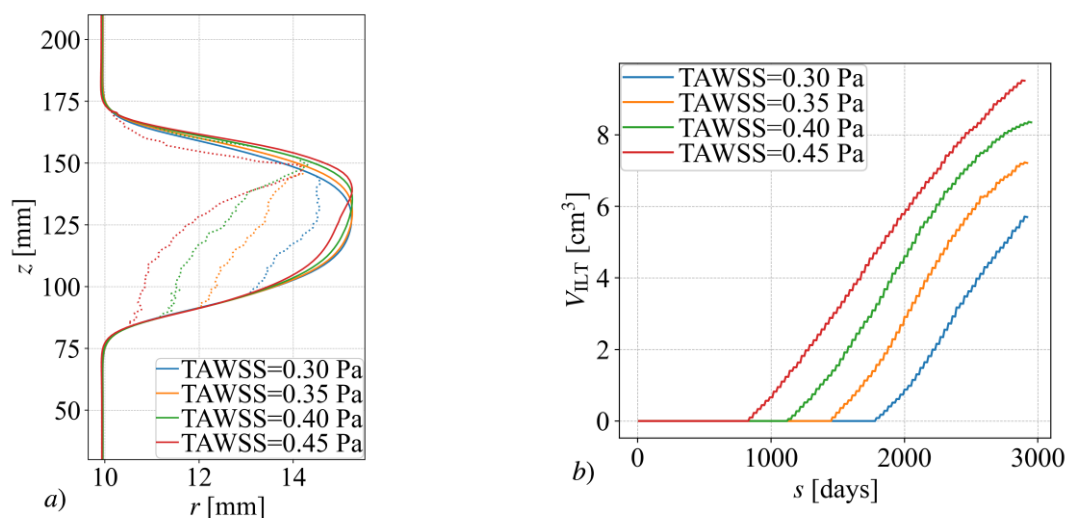 200
175
150
125
100
75
50
z [mm]
TAWSS=0.30 Pa
TAWSS=0.35 Pa
TAWSS=0.40 Pa
TAWSS=0.45 Pa
10 12 14
a) r [mm]
TAWSS=0.30 Pa
TAWSS=0.35 Pa
TAWSS=0.40 Pa
TAWSS=0.45 Pa
8
6
4
2
0
V_ILT [cm³]
0 1000 2000 3000
b) s [days]